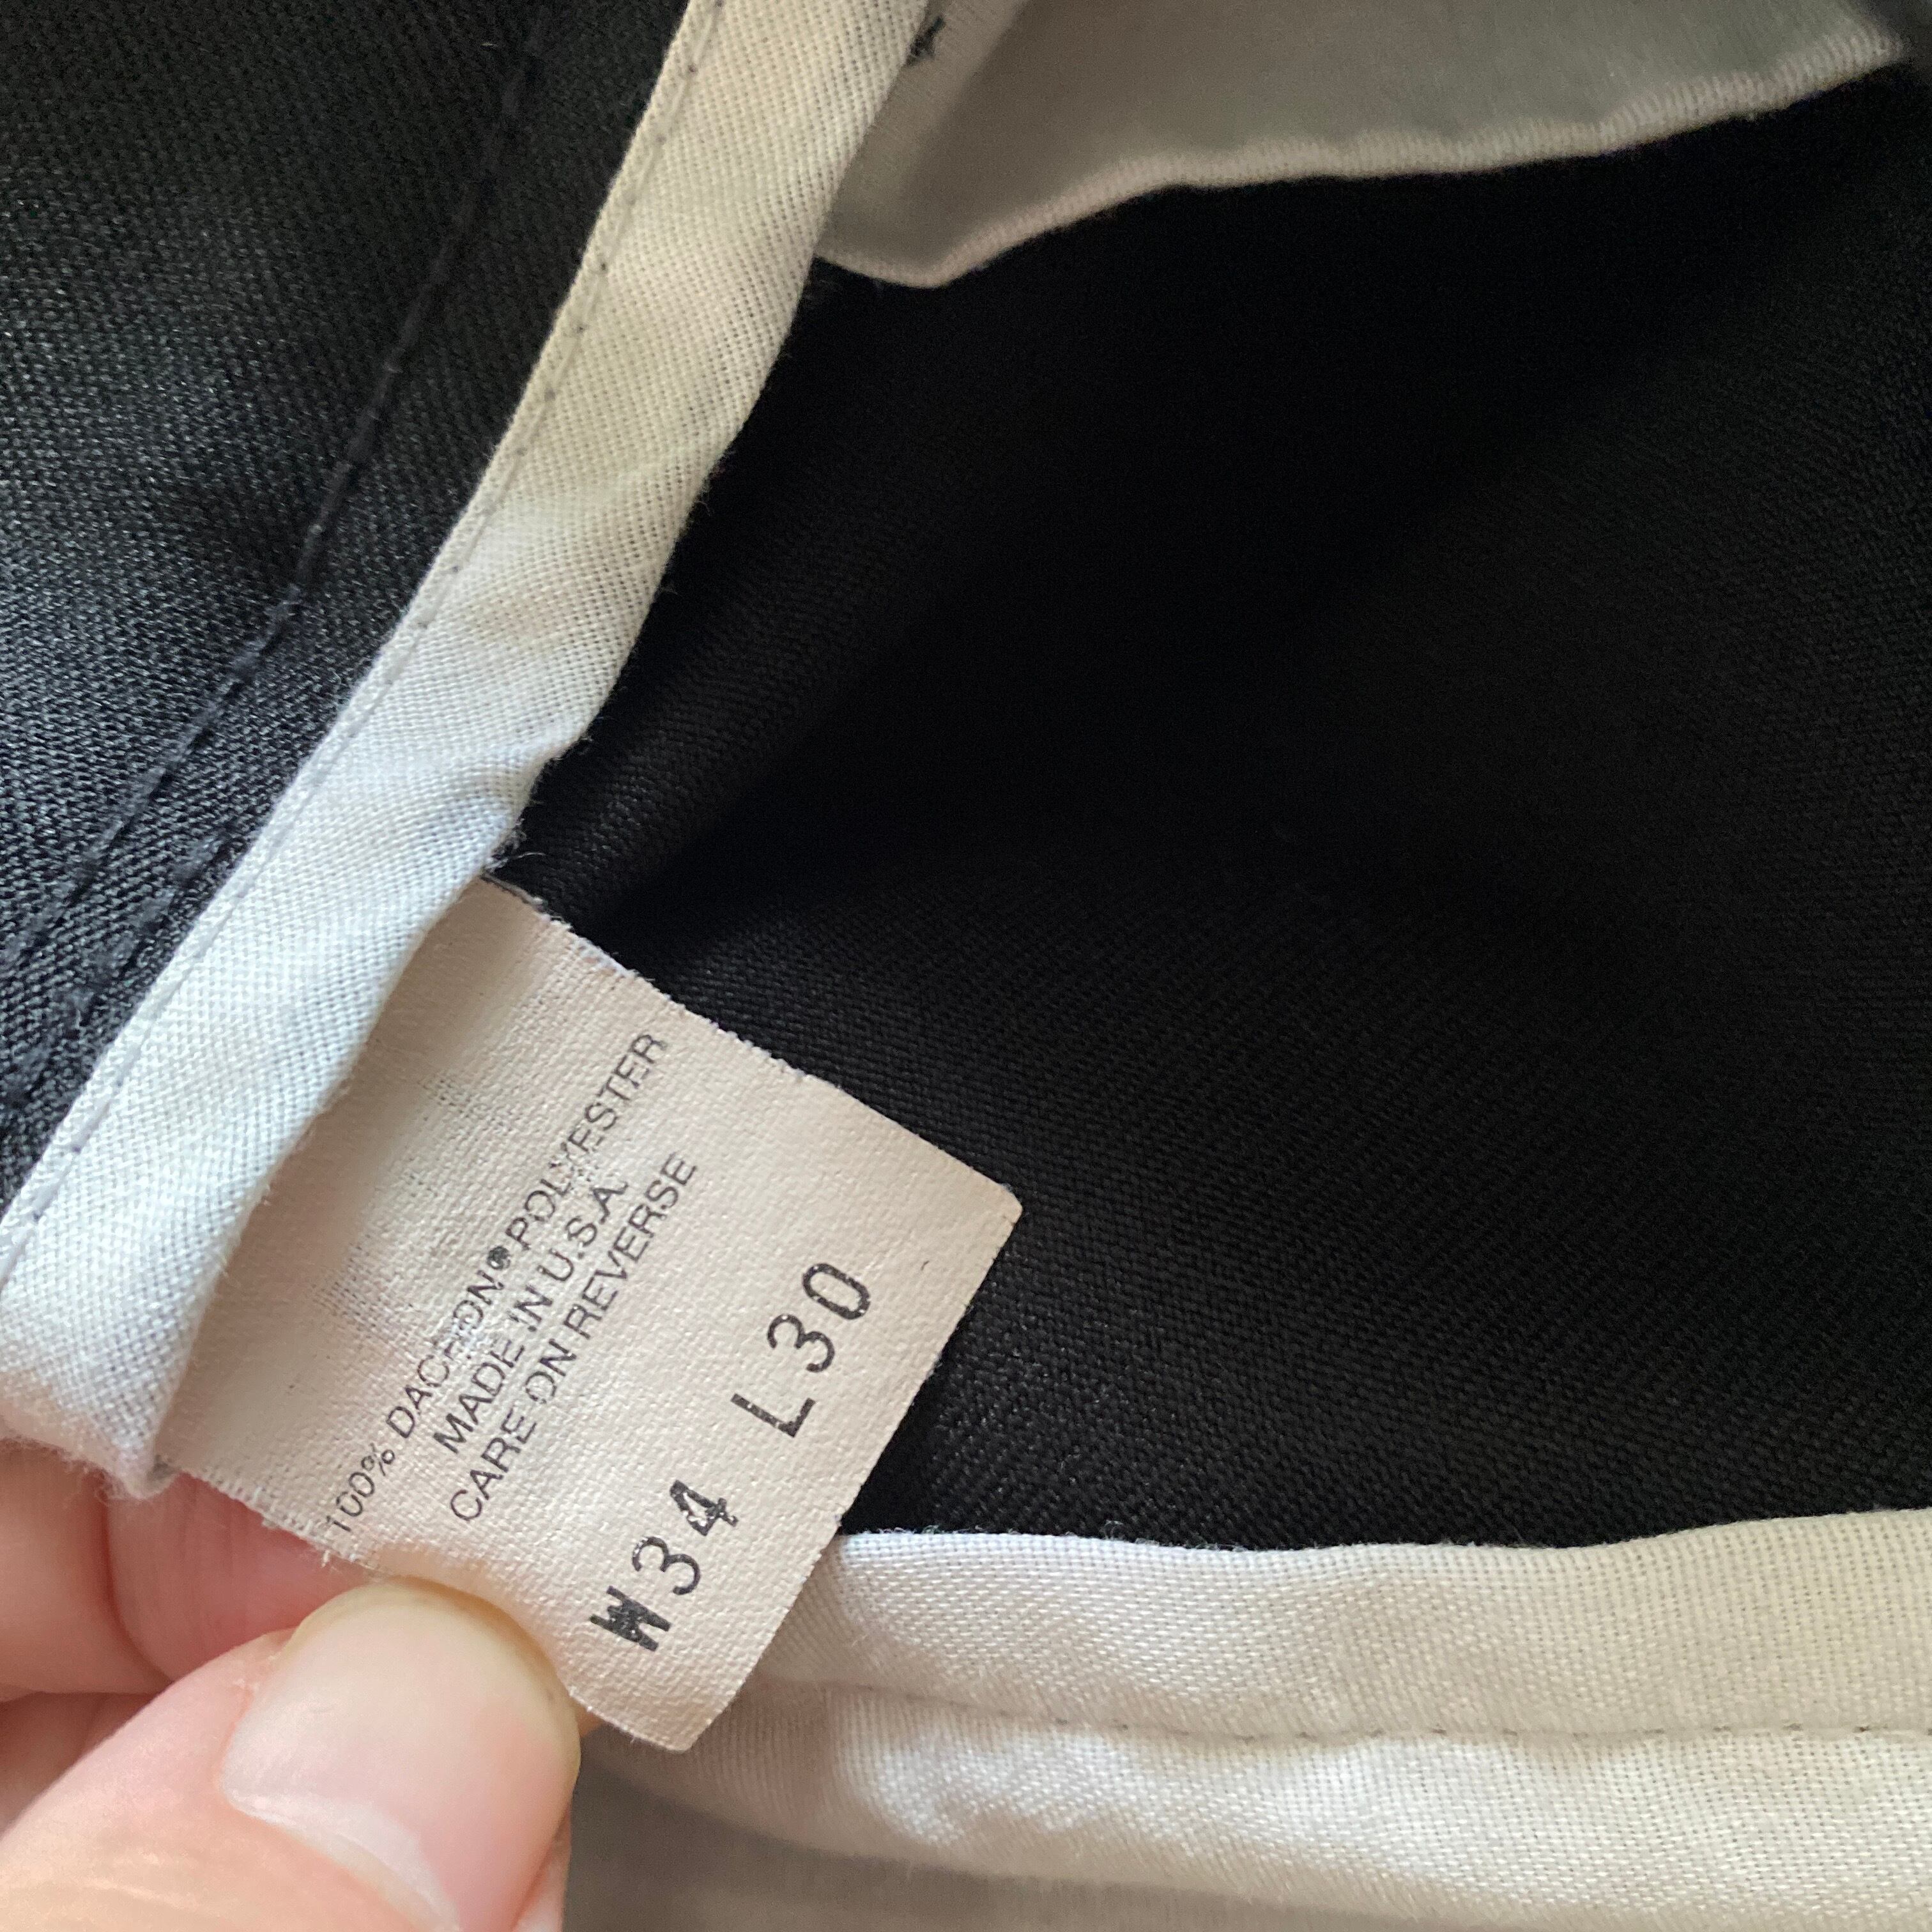 100% DACRON® POLYESTER
MADE IN U.S.A.
CARE ON REVERSE
W34 L30